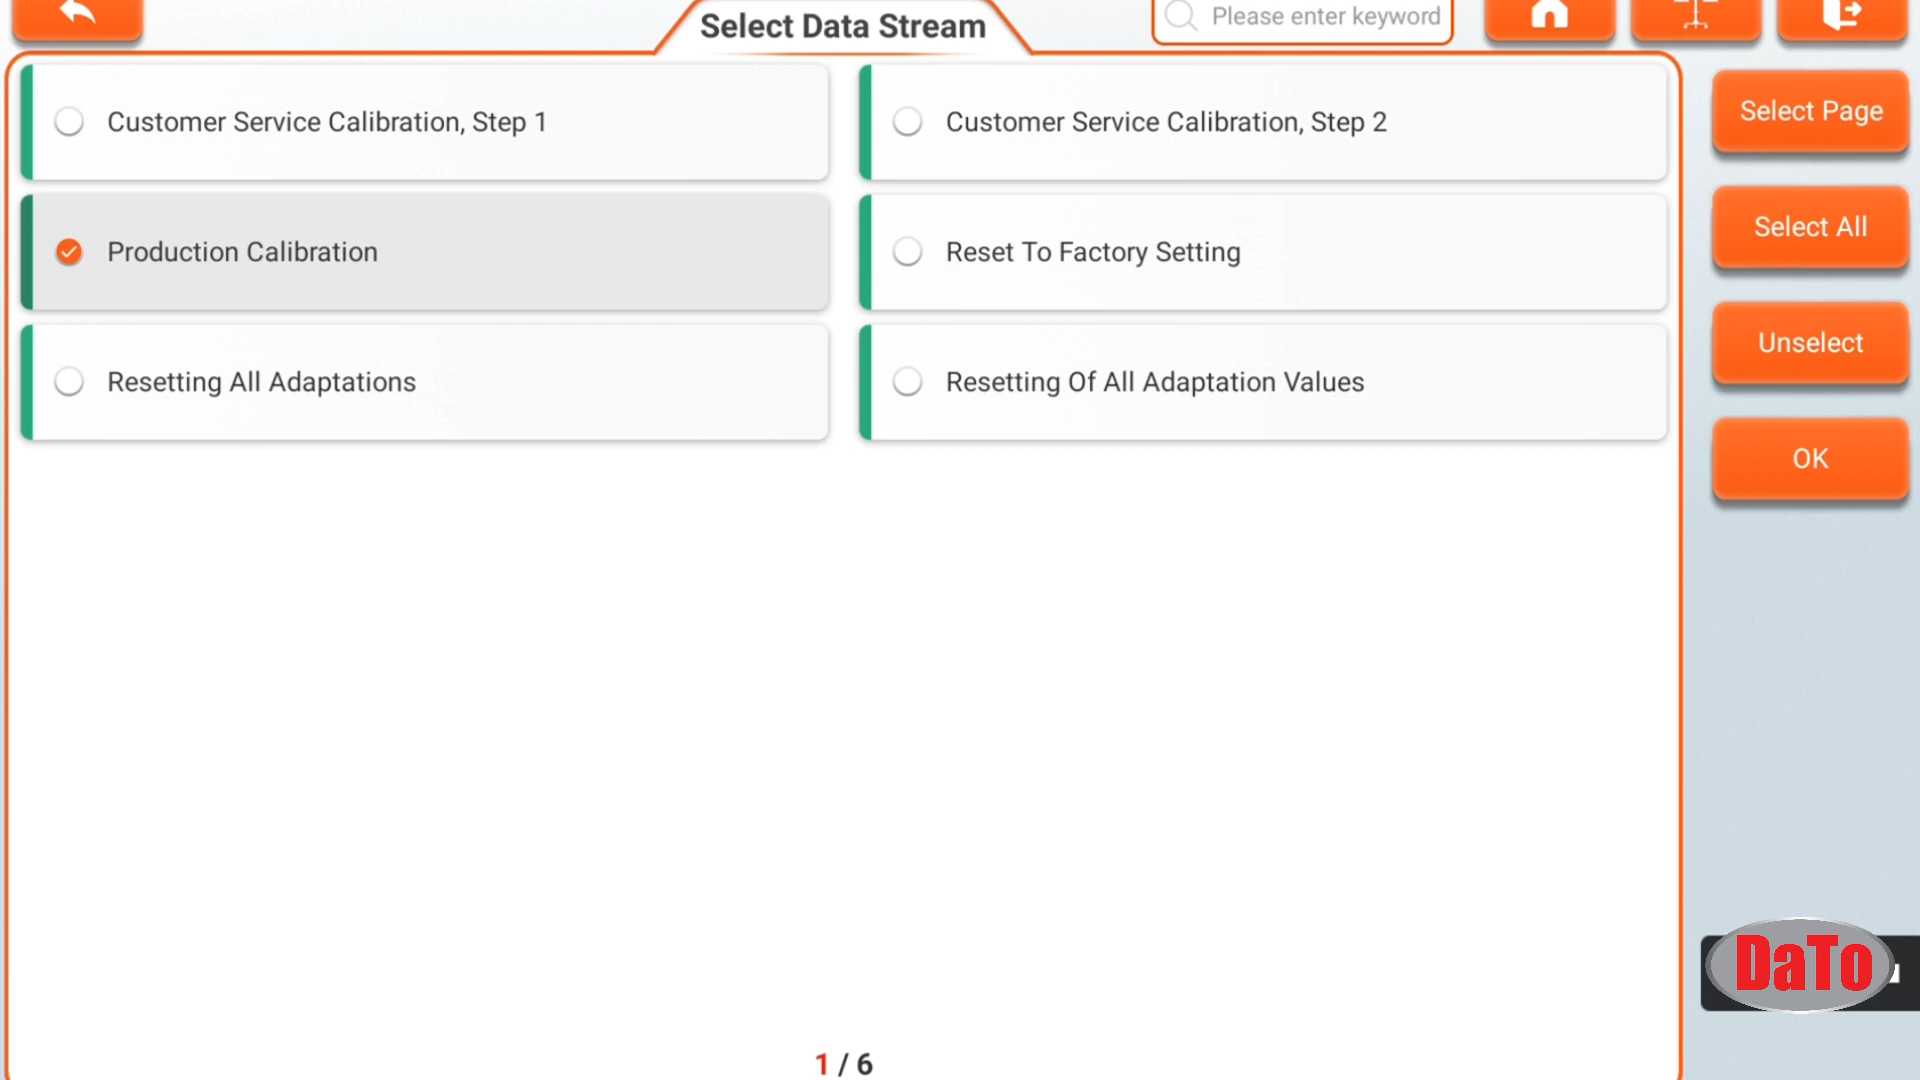 Select Data Stream
Please enter keyword
Customer Service Calibration, Step 1
Customer Service Calibration, Step 2
Select Page
Production Calibration
Reset To Factory Setting
Select All
Resetting All Adaptations
Resetting Of All Adaptation Values
Unselect
OK
DaTo
1 / 6